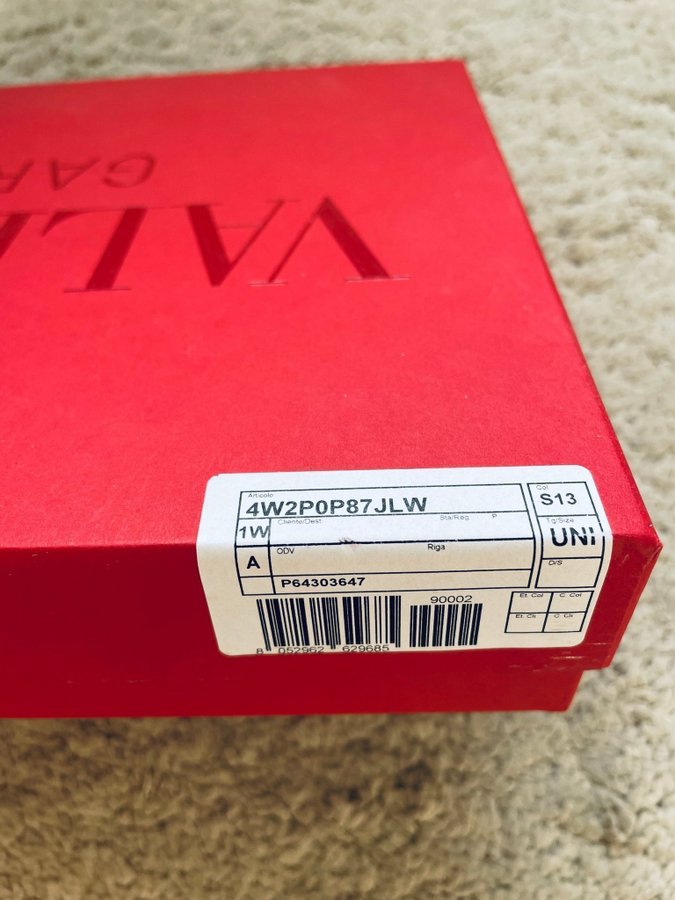 GAR
VALI
Articolo
4W2P0P87JLW
Col
S13
1W
Cliente/Dest.
Sta/Reg
P
Tg/Size
UNI
A
ODV
Riga
D/S
P64303647
Et. Col
C. Col
Et. Cli
C. Cli
90002
8 052962 629685